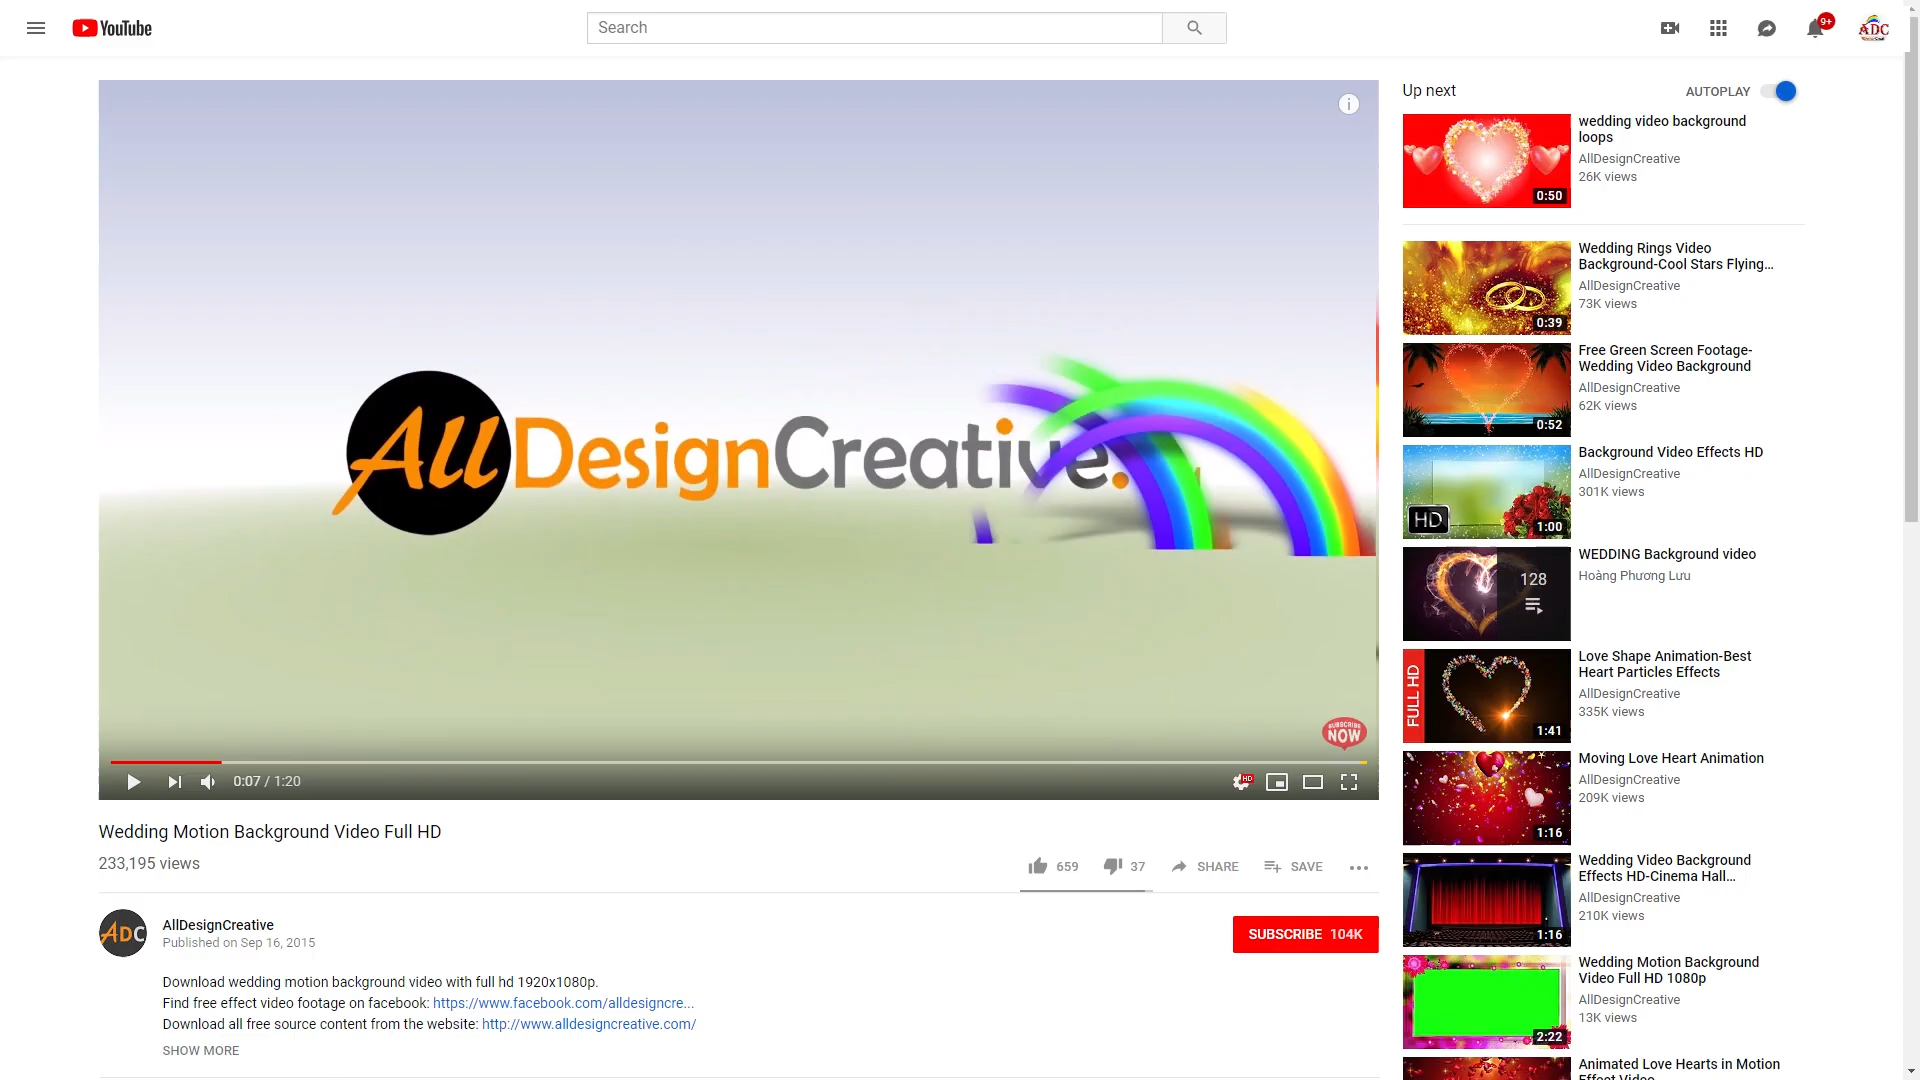 YouTube
Search
9+
ADC
i
AllDesignCreative.
SUBSCRIBE
NOW
0:07 / 1:20
HD
Wedding Motion Background Video Full HD
233,195 views
659
37
SHARE
SAVE
ADC
AllDesignCreative
Published on Sep 16, 2015
SUBSCRIBE 104K
Download wedding motion background video with full hd 1920x1080p.
Find free effect video footage on facebook: https://www.facebook.com/alldesigncre...
Download all free source content from the website: http://www.alldesigncreative.com/
SHOW MORE
Up next
AUTOPLAY
0:50
wedding video background
loops
AllDesignCreative
26K views
0:39
Wedding Rings Video
Background-Cool Stars Flying…
AllDesignCreative
73K views
0:52
Free Green Screen Footage-
Wedding Video Background
AllDesignCreative
62K views
HD
1:00
Background Video Effects HD
AllDesignCreative
301K views
128
WEDDING Background video
Hoàng Phương Lưu
FULL HD
1:41
Love Shape Animation-Best
Heart Particles Effects
AllDesignCreative
335K views
1:16
Moving Love Heart Animation
AllDesignCreative
209K views
1:16
Wedding Video Background
Effects HD-Cinema Hall…
AllDesignCreative
210K views
2:22
Wedding Motion Background
Video Full HD 1080p
AllDesignCreative
13K views
Animated Love Hearts in Motion
Effect Video